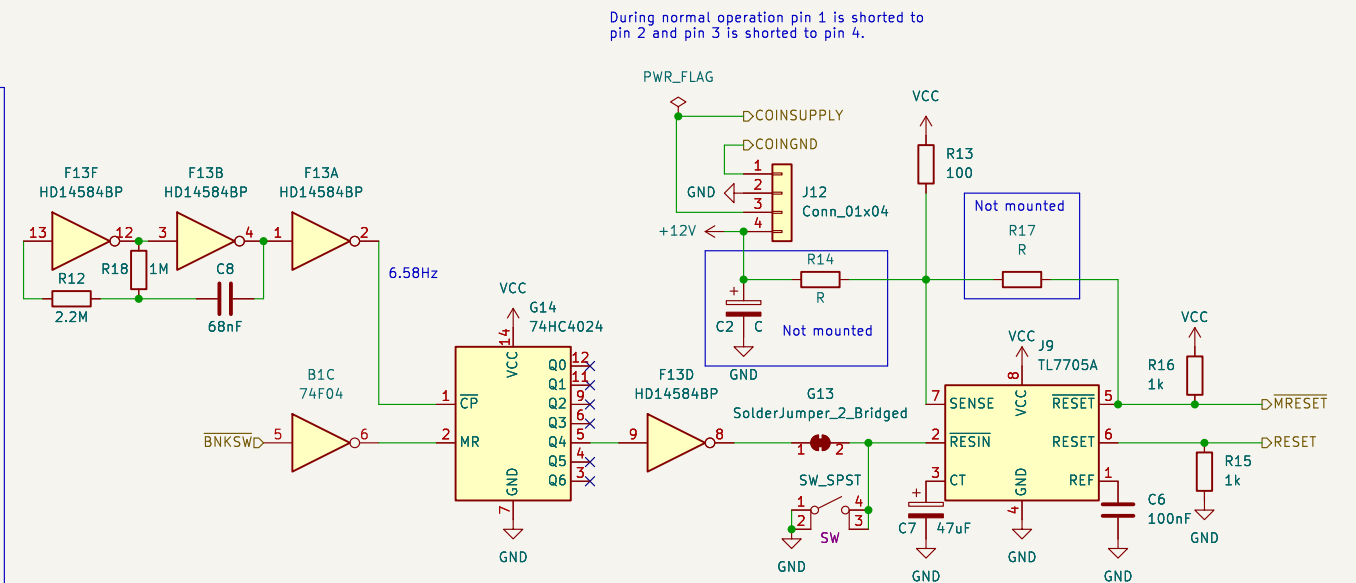 During normal operation pin 1 is shorted to
pin 2 and pin 3 is shorted to pin 4.
PWR_FLAG
COINSUPPLY
COINGND
1
2
3
4
GND
+12V
J12
Conn_01x04
VCC
R13
100
Not mounted
R17
R
R14
R
+
C2 C
Not mounted
GND
F13F
HD14584BP
13
12
F13B
HD14584BP
3
4
F13A
HD14584BP
1
2
R12
2.2M
R18
1M
C8
68nF
6.58Hz
B1C
74F04
BNKSW
5
6
VCC
G14
74HC4024
14
VCC
1
CP
2
MR
Q0
12
Q1
11
Q2
9
Q3
6
Q4
5
Q5
4
Q6
3
GND
7
GND
F13D
HD14584BP
9
8
G13
SolderJumper_2_Bridged
1
2
SW_SPST
1
2
4
3
SW
GND
VCC
J9
TL7705A
8
VCC
7
SENSE
2
RESIN
3
CT
RESET
5
RESET
6
REF
1
GND
4
GND
+
C7
47uF
GND
C6
100nF
GND
VCC
R16
1k
MRESET
RESET
R15
1k
GND